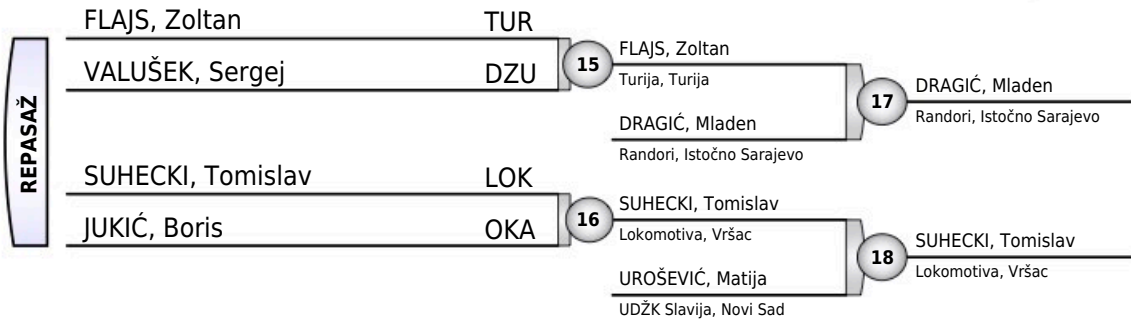 REPASAŽ
FLAJS, Zoltan TUR
VALUŠEK, Sergej DZU
15
FLAJS, Zoltan
Turija, Turija
DRAGIĆ, Mladen
Randori, Istočno Sarajevo
17
DRAGIĆ, Mladen
Randori, Istočno Sarajevo
SUHECKI, Tomislav LOK
JUKIĆ, Boris OKA
16
SUHECKI, Tomislav
Lokomotiva, Vršac
UROŠEVIĆ, Matija
UDŽK Slavija, Novi Sad
18
SUHECKI, Tomislav
Lokomotiva, Vršac